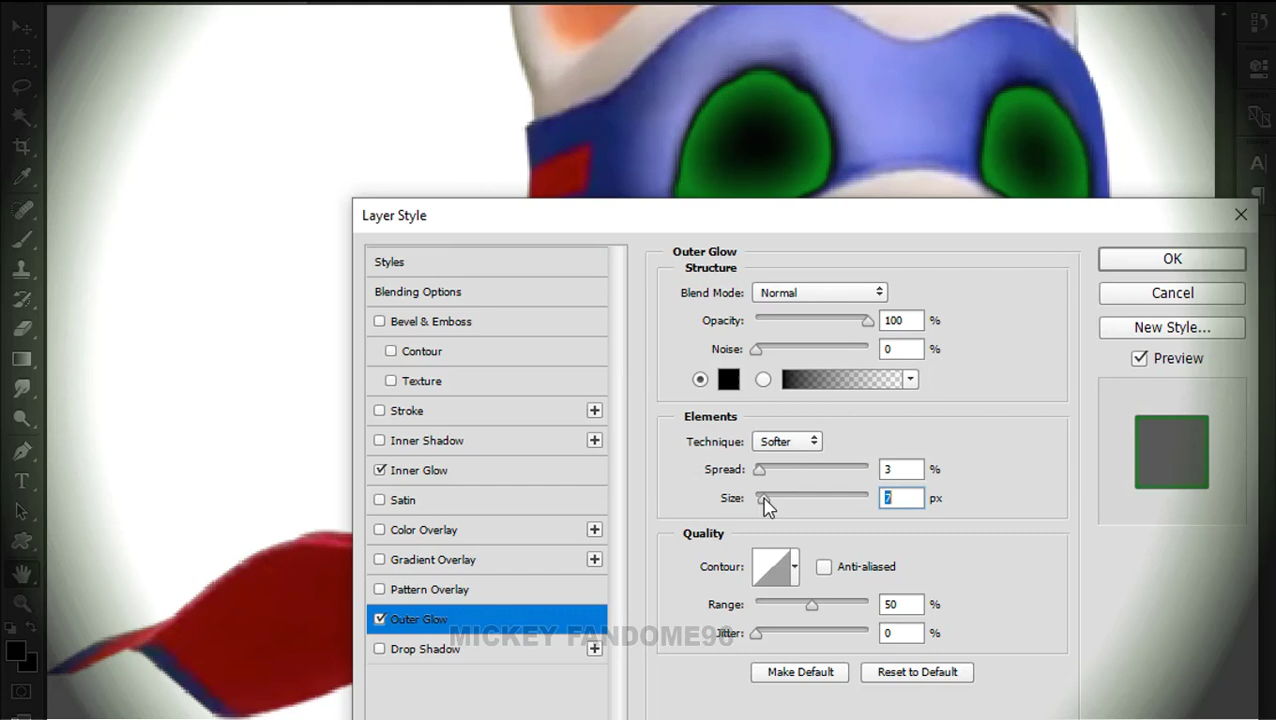 Layer Style
Styles
Blending Options
Bevel & Emboss
Contour
Texture
Stroke
Inner Shadow
Inner Glow
Satin
Color Overlay
Gradient Overlay
Pattern Overlay
Outer Glow
Drop Shadow
Outer Glow
Structure
Blend Mode: Normal
Opacity: 100 %
Noise: 0 %
Elements
Technique: Softer
Spread: 3 %
Size: 7 px
Quality
Contour: Anti-aliased
Range: 50 %
Jitter: 0 %
Make Default Reset to Default
OK
Cancel
New Style...
Preview
MICKEY FANDOME90